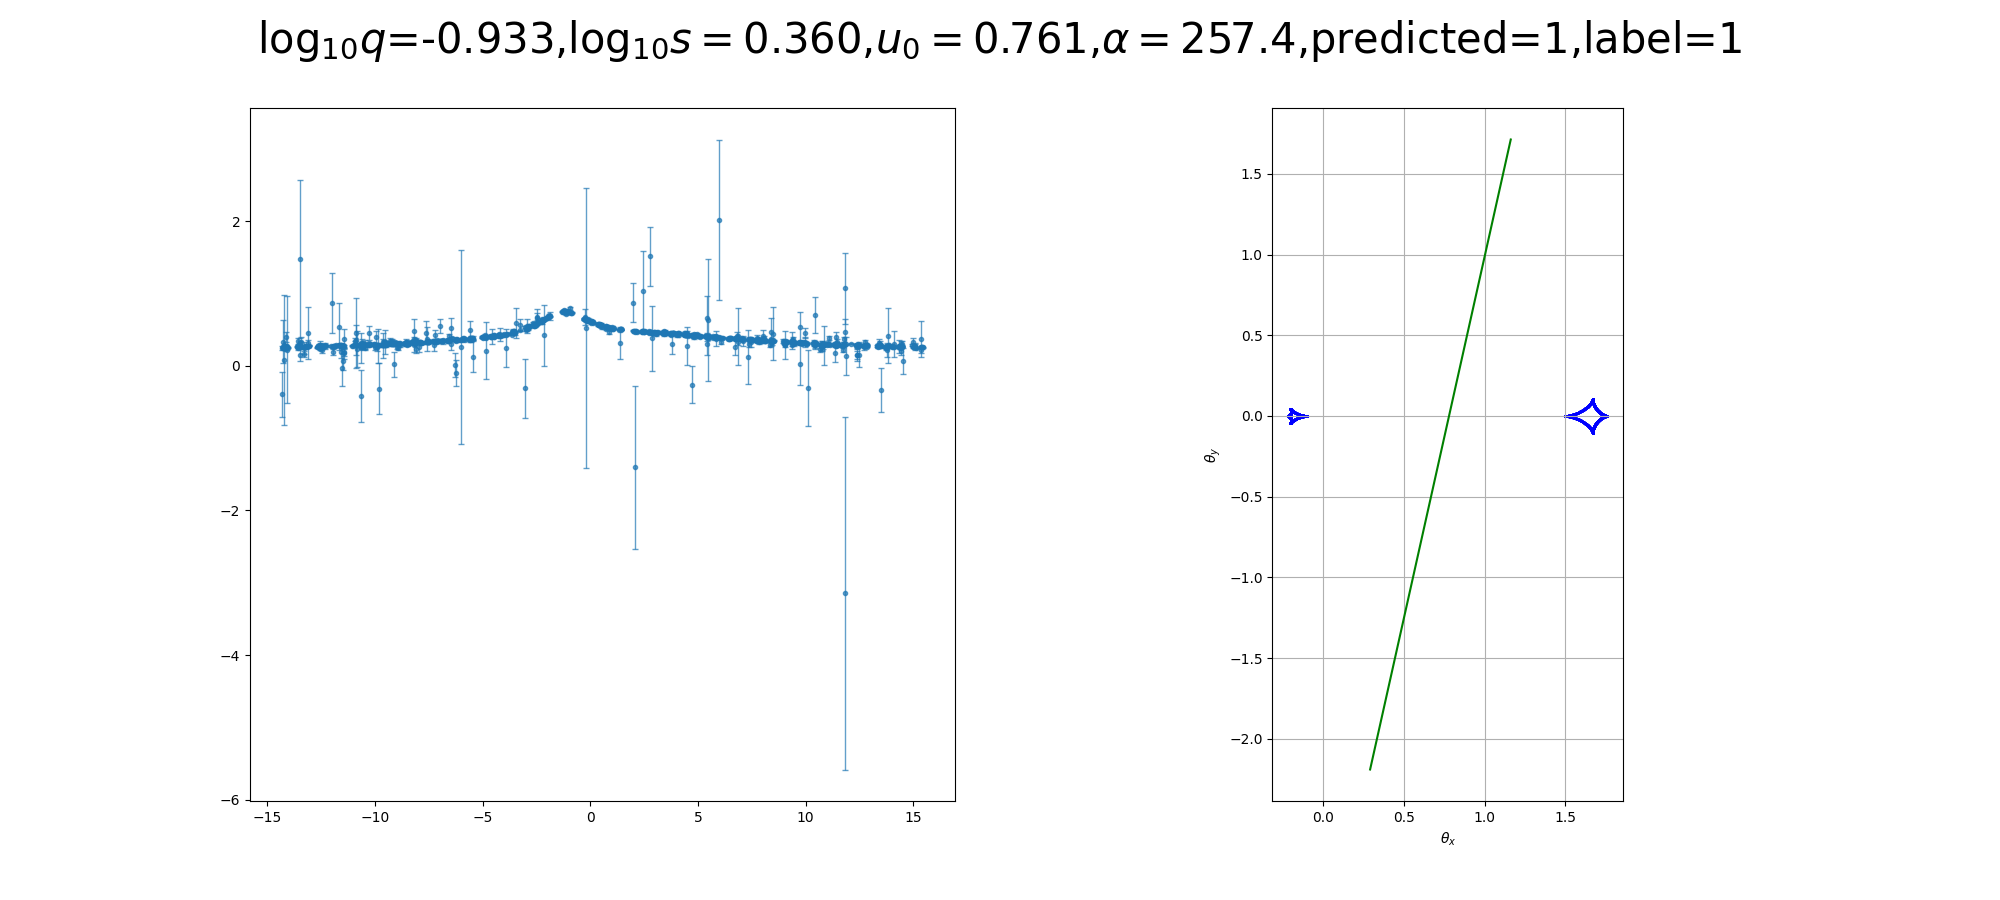 log₁₀q=-0.933,log₁₀s = 0.360,u₀ = 0.761,α = 257.4,predicted=1,label=1
2
0
−2
−4
−6
−15 −10 −5 0 5 10 15
1.5
1.0
0.5
0.0
−0.5
−1.0
−1.5
−2.0
θy
0.0 0.5 1.0 1.5
θx